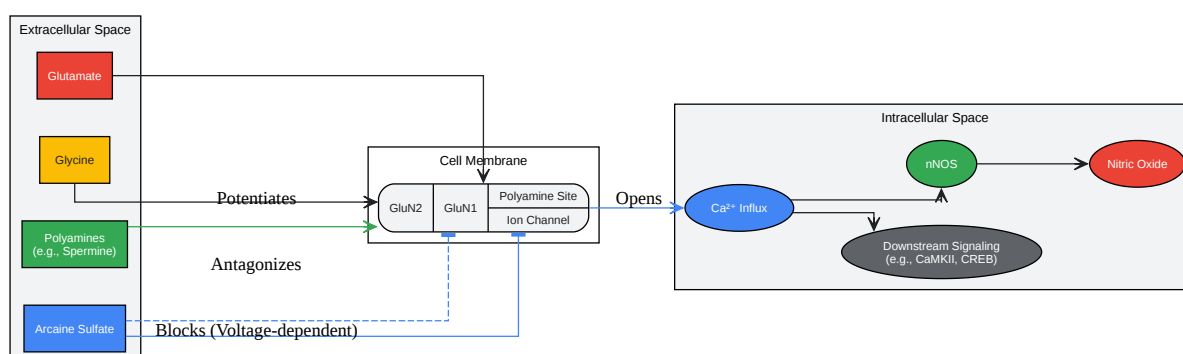 Extracellular Space
Glutamate
Glycine
Polyamines
(e.g., Spermine)
Arcaine Sulfate
Potentiates
Antagonizes
Blocks (Voltage-dependent)
Cell Membrane
GluN2
GluN1
Polyamine Site
Ion Channel
Opens
Intracellular Space
Ca²⁺ Influx
nNOS
Nitric Oxide
Downstream Signaling
(e.g., CaMKII, CREB)